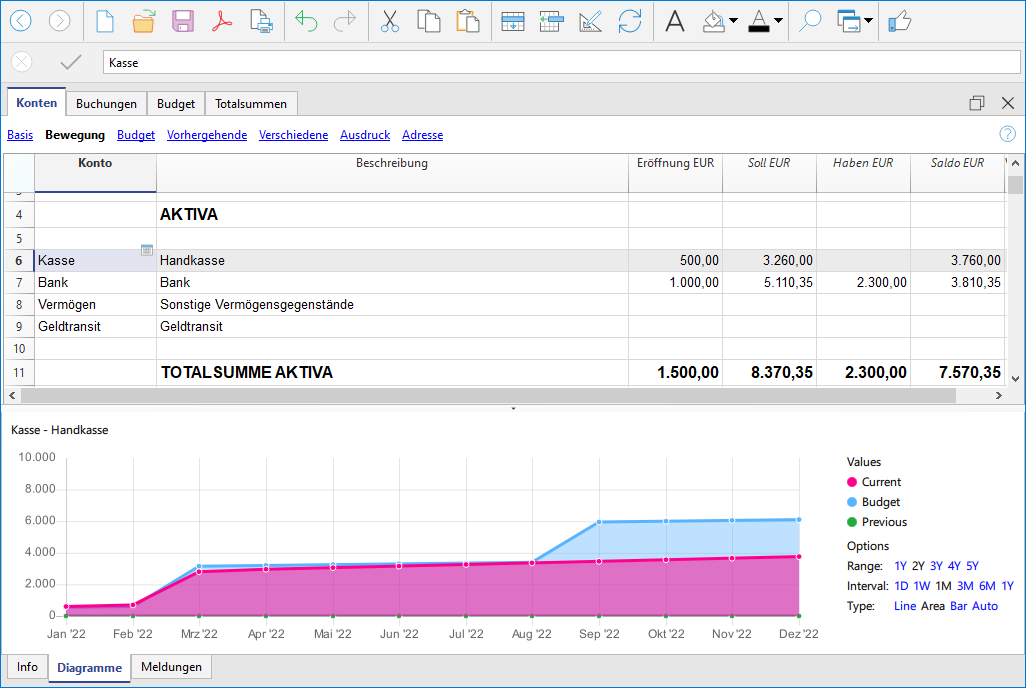 Kasse
Konten Buchungen Budget Totalsummen
Basis Bewegung Budget Vorhergehende Verschiedene Ausdruck Adresse
Konto Beschreibung Eröffnung EUR Soll EUR Haben EUR Saldo EUR
4 AKTIVA
5
6 Kasse Handkasse 500,00 3.260,00 3.760,00
7 Bank Bank 1.000,00 5.110,35 2.300,00 3.810,35
8 Vermögen Sonstige Vermögensgegenstände
9 Geldtransit Geldtransit
10
11 TOTALSUMME AKTIVA 1.500,00 8.370,35 2.300,00 7.570,35
Kasse - Handkasse
10.000
8.000
6.000
4.000
2.000
0
Jan '22 Feb '22 Mrz '22 Apr '22 Mai '22 Jun '22 Jul '22 Aug '22 Sep '22 Okt '22 Nov '22 Dez '22
Values
Current
Budget
Previous
Options
Range: 1Y 2Y 3Y 4Y 5Y
Interval: 1D 1W 1M 3M 6M 1Y
Type: Line Area Bar Auto
Info Diagramme Meldungen